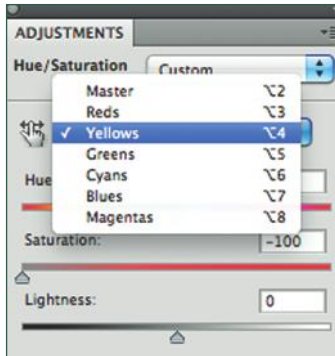 ADJUSTMENTS
Hue/Saturation Custom
Master ⌥2
Reds ⌥3
✓ Yellows ⌥4
Greens ⌥5
Cyans ⌥6
Blues ⌥7
Magentas ⌥8
Hue
Saturation: -100
Lightness: 0